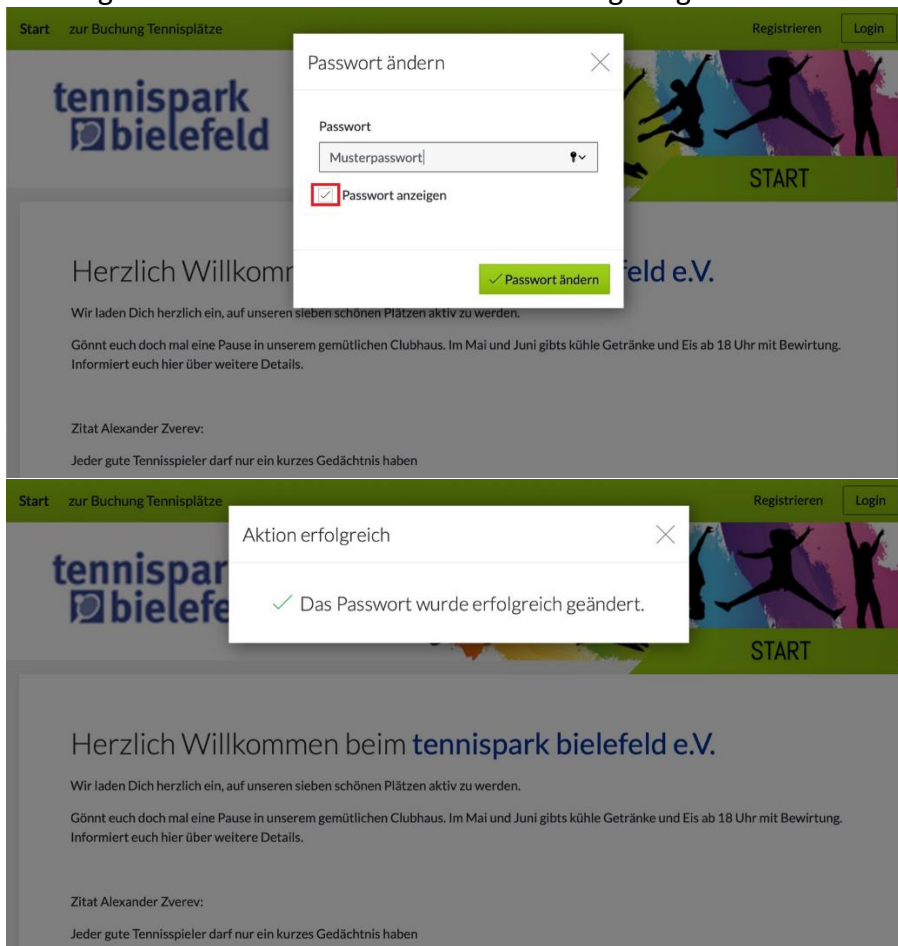 Start zur Buchung Tennisplätze Registrieren Login
Passwort ändern
tennispark
bielefeld
Passwort
Musterpasswort
Passwort anzeigen
START
Passwort ändern
Herzlich Willkomm eld e.V.
Wir laden Dich herzlich ein, auf unseren sieben schönen Plätzen aktiv zu werden.
Gönnt euch doch mal eine Pause in unserem gemütlichen Clubhaus. Im Mai und Juni gibts kühle Getränke und Eis ab 18 Uhr mit Bewirtung.
Informiert euch hier über weitere Details.
Zitat Alexander Zverev:
Jeder gute Tennisspieler darf nur ein kurzes Gedächtnis haben
Start zur Buchung Tennisplätze Registrieren Login
Aktion erfolgreich
tennispar
bielefe
Das Passwort wurde erfolgreich geändert.
START
Herzlich Willkommen beim tennispark bielefeld e.V.
Wir laden Dich herzlich ein, auf unseren sieben schönen Plätzen aktiv zu werden.
Gönnt euch doch mal eine Pause in unserem gemütlichen Clubhaus. Im Mai und Juni gibts kühle Getränke und Eis ab 18 Uhr mit Bewirtung.
Informiert euch hier über weitere Details.
Zitat Alexander Zverev:
Jeder gute Tennisspieler darf nur ein kurzes Gedächtnis haben